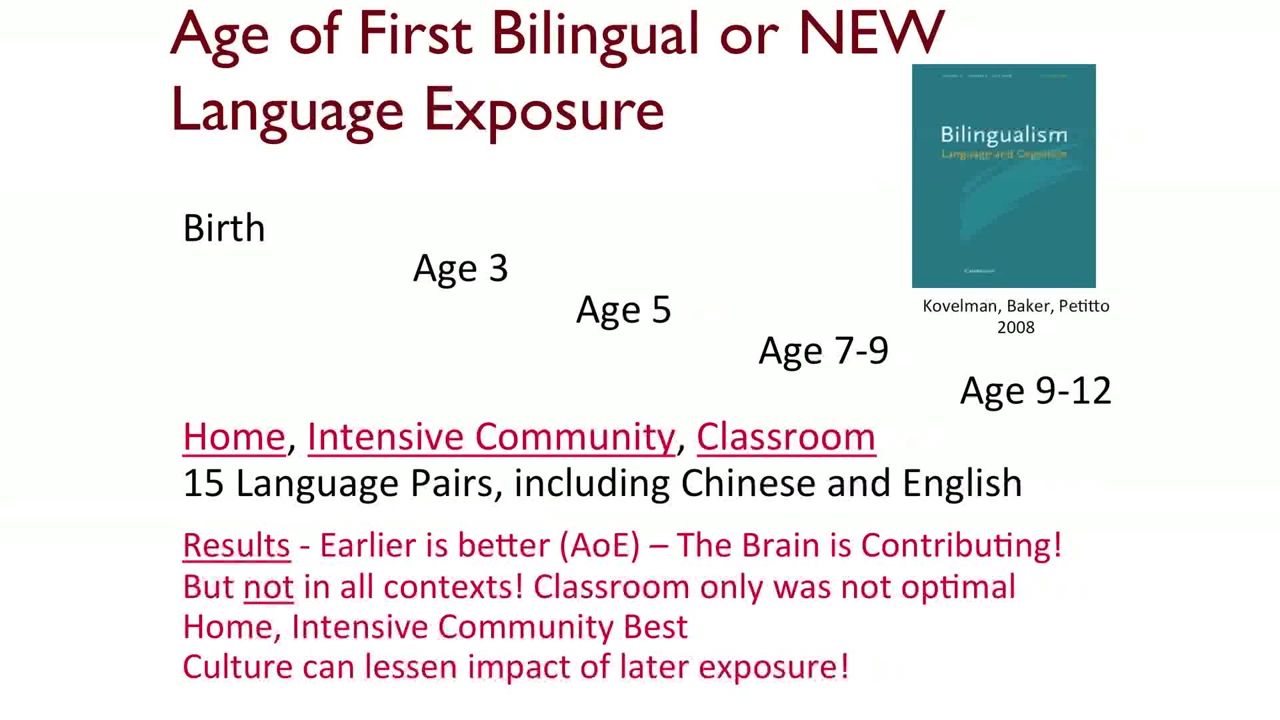 Age of First Bilingual or NEW
Language Exposure
Bilingualism
Language and Cognition
Kovelman, Baker, Petitto
2008
Birth
Age 3
Age 5
Age 7-9
Age 9-12
Home, Intensive Community, Classroom
15 Language Pairs, including Chinese and English
Results - Earlier is better (AoE) – The Brain is Contributing!
But not in all contexts! Classroom only was not optimal
Home, Intensive Community Best
Culture can lessen impact of later exposure!